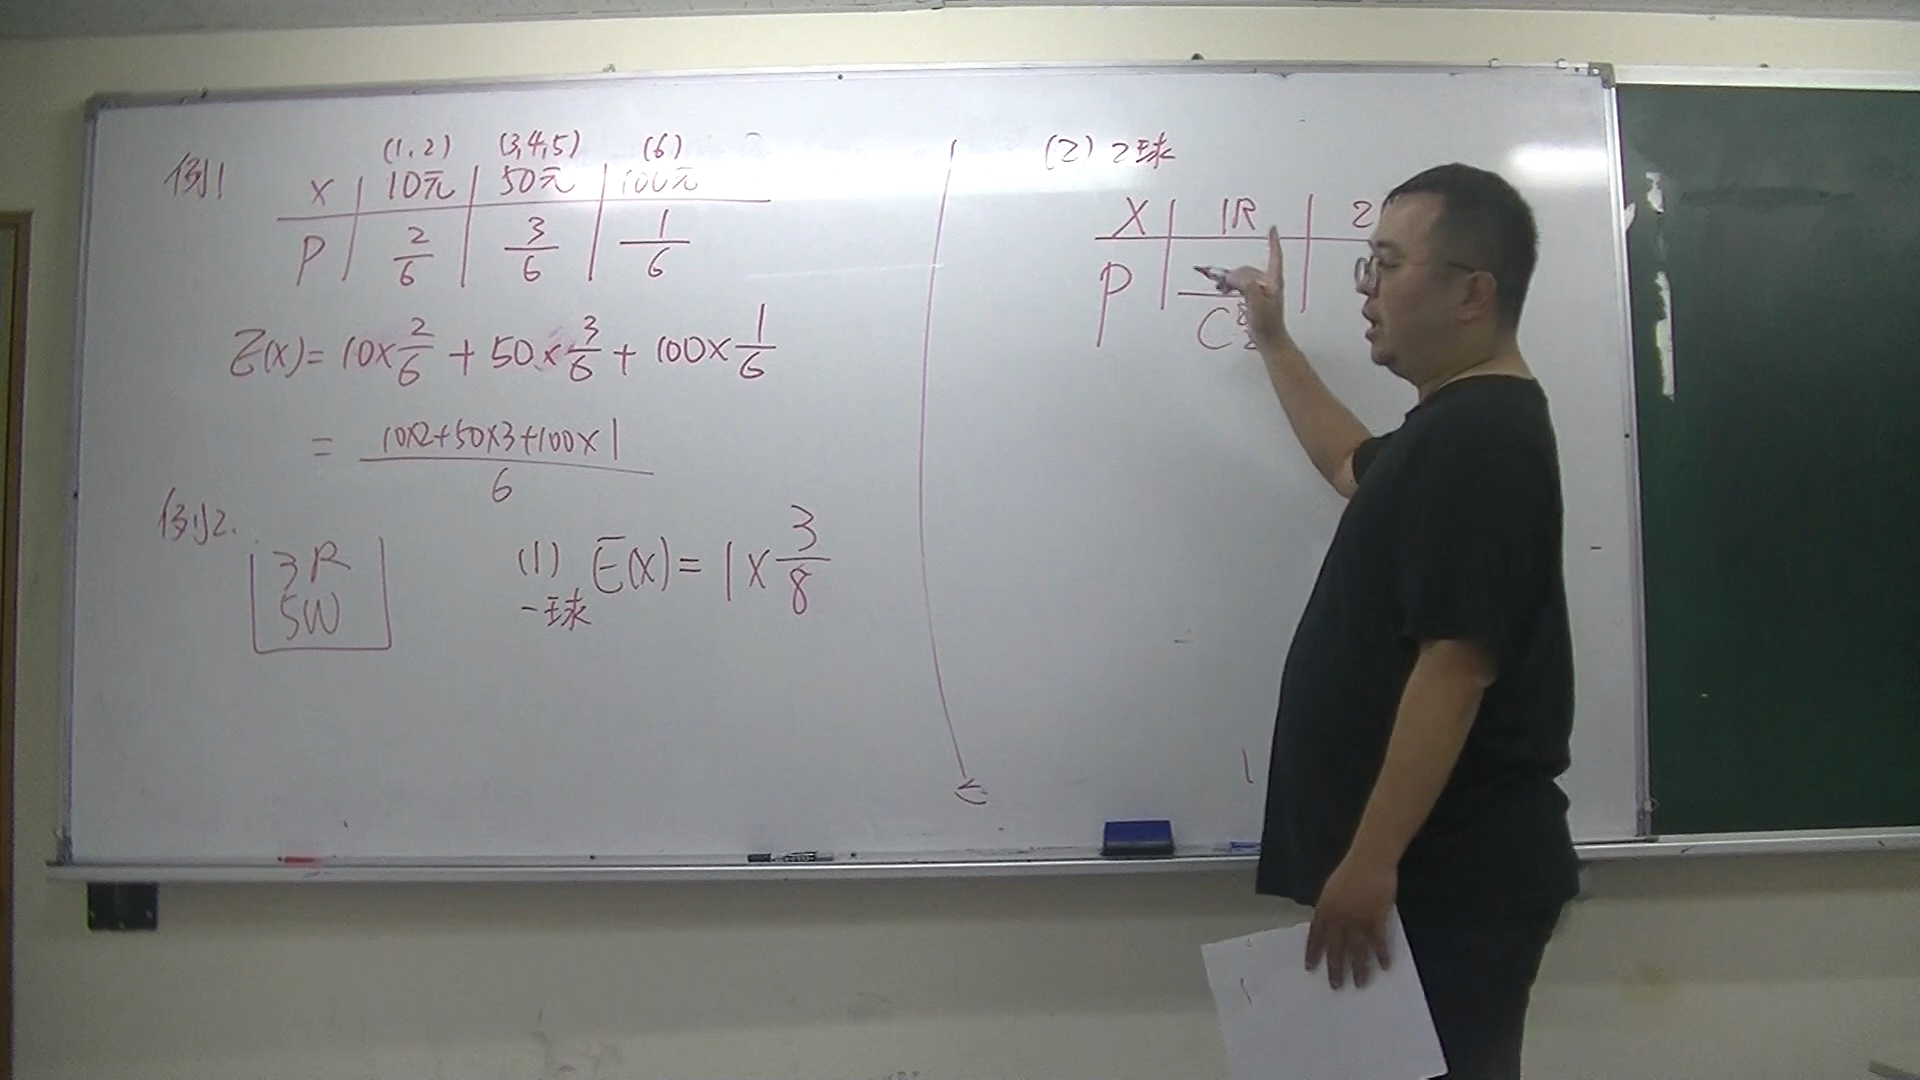 例1
(1,2) (3,4,5) (6)
X 10元 50元 100元
P 2/6 3/6 1/6
E(X)= 10×2/6 + 50×3/6 + 100×1/6
= (10×2+50×3+100×1)/6
例2.
3R
5W
(1) E(X)= 1×3/8
一球
(2) 2球
X 1R 2
P
C